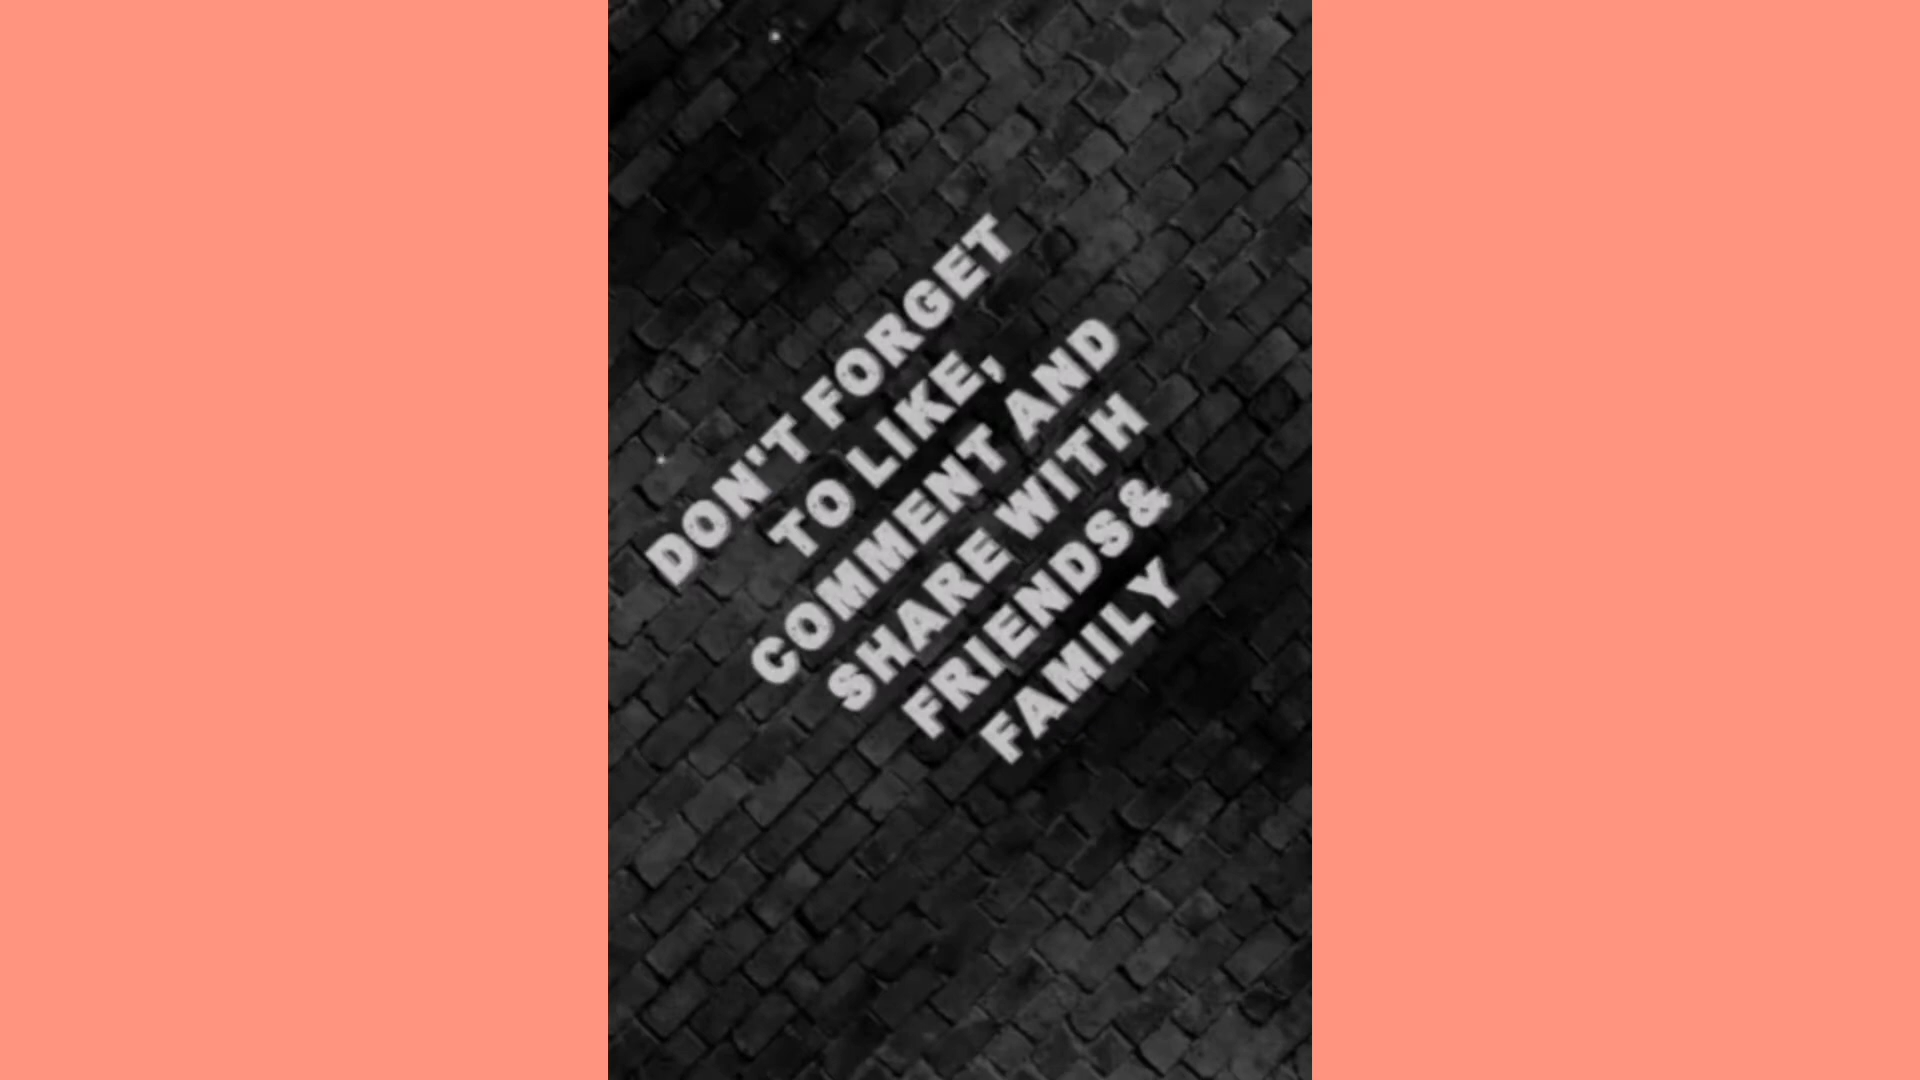 DON'T FORGET
TO LIKE,
COMMENT AND
SHARE WITH
FRIENDS&
FAMILY